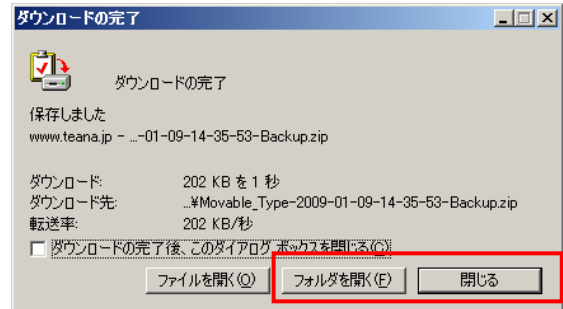 ダウンロードの完了
ダウンロードの完了
保存しました
www.teana.jp - ...-01-09-14-35-53-Backup.zip
ダウンロード: 202 KB を 1 秒
ダウンロード先: ...¥Movable_Type-2009-01-09-14-35-53-Backup.zip
転送率: 202 KB/秒
ダウンロードの完了後、このダイアログ ボックスを閉じる(C)
ファイルを開く(O) フォルダを開く(F) 閉じる